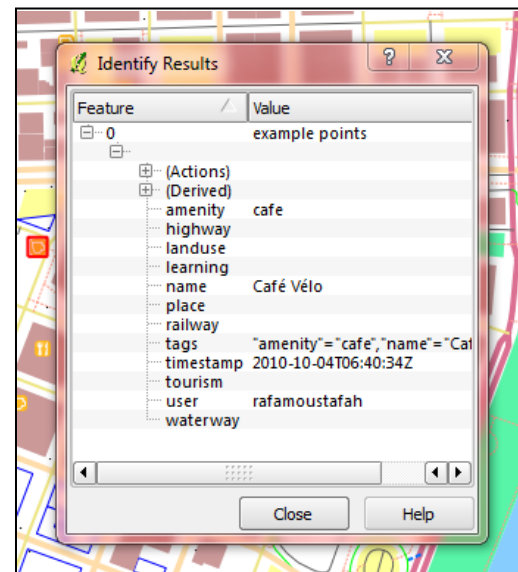 Identify Results
Feature Value
0 example points
(Actions)
(Derived)
amenity cafe
highway
landuse
learning
name Café Vélo
place
railway
tags "amenity"="cafe","name"="Caf
timestamp 2010-10-04T06:40:34Z
tourism
user rafamoustafah
waterway
Close Help